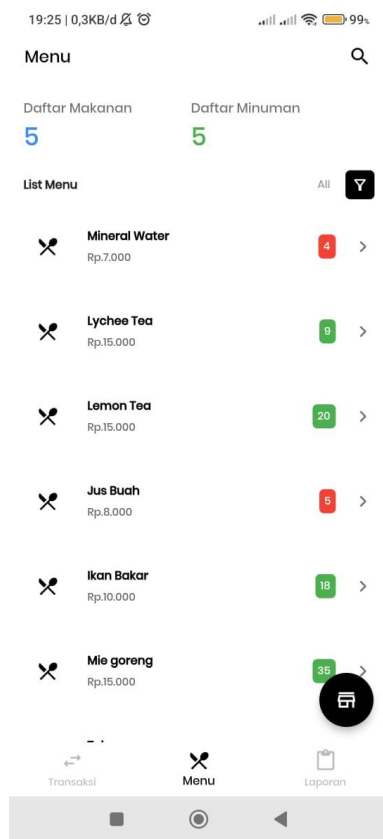 19:25 | 0,3KB/d
99%
Menu
Daftar Makanan
Daftar Minuman
5
5
List Menu
All
Mineral Water
Rp.7.000
4
Lychee Tea
Rp.15.000
9
Lemon Tea
Rp.15.000
20
Jus Buah
Rp.8.000
5
Ikan Bakar
Rp.10.000
18
Mie goreng
Rp.15.000
35
Transaksi
Menu
Laporan